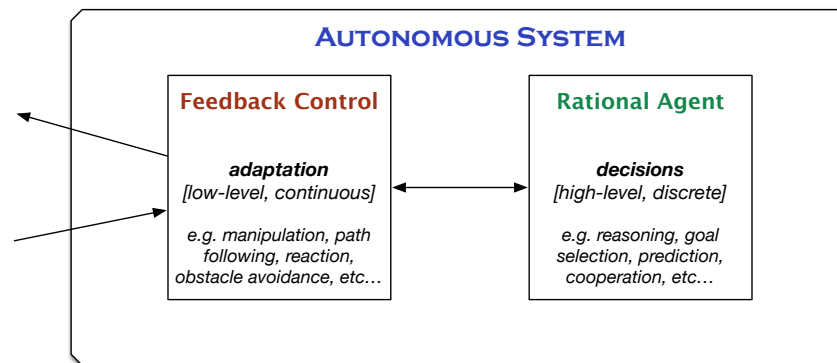 AUTONOMOUS SYSTEM
Feedback Control
adaptation
[low-level, continuous]
e.g. manipulation, path
following, reaction,
obstacle avoidance, etc…
Rational Agent
decisions
[high-level, discrete]
e.g. reasoning, goal
selection, prediction,
cooperation, etc…